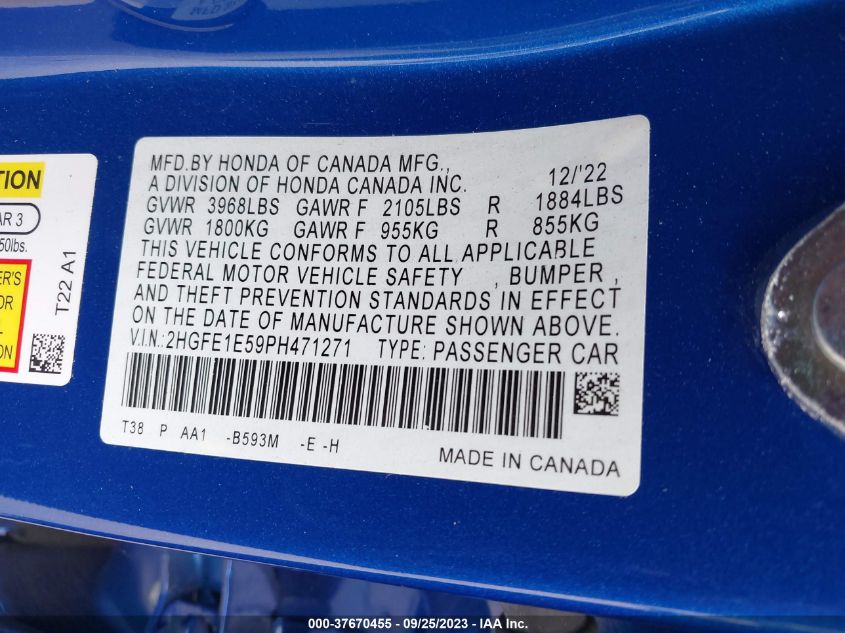 MFD.BY HONDA OF CANADA MFG.,
A DIVISION OF HONDA CANADA INC. 12/'22
GVWR 3968LBS GAWR F 2105LBS R 1884LBS
GVWR 1800KG GAWR F 955KG R 855KG
THIS VEHICLE CONFORMS TO ALL APPLICABLE
FEDERAL MOTOR VEHICLE SAFETY , BUMPER ,
AND THEFT PREVENTION STANDARDS IN EFFECT
ON THE DATE OF MANUFACTURE SHOWN ABOVE.
V.I.N.:2HGFE1E59PH471271 TYPE: PASSENGER CAR
T38 P AA1 -B593M -E -H
MADE IN CANADA
TION
AR 3
50lbs.
ER'S
OR
L
O
T22 A1
000-37670455 - 09/25/2023 - IAA Inc.